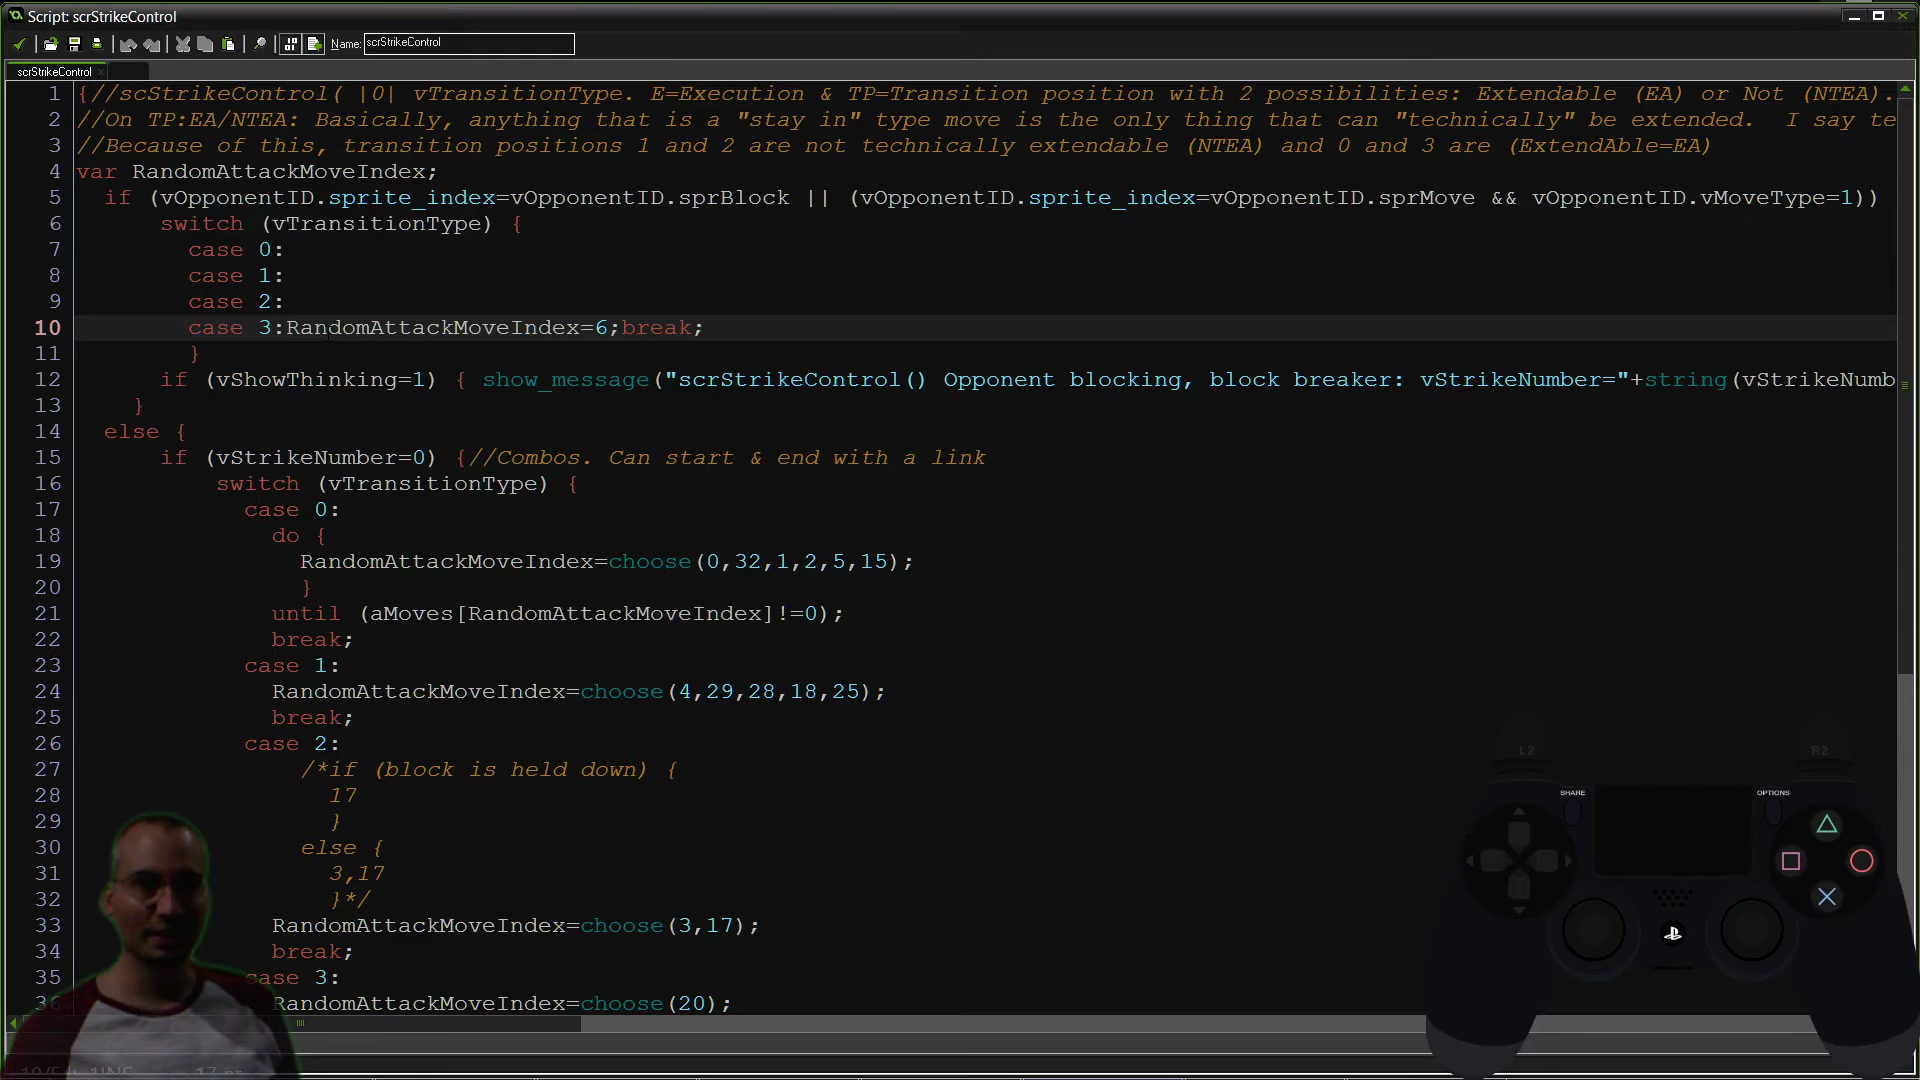 Script: scrStrikeControl
Name: scrStrikeControl
scrStrikeControl
1 {//scStrikeControl( |0| vTransitionType. E=Execution & TP=Transition position with 2 possibilities: Extendable (EA) or Not (NTEA).
2 //On TP:EA/NTEA: Basically, anything that is a "stay in" type move is the only thing that can "technically" be extended.  I say te
3 //Because of this, transition positions 1 and 2 are not technically extendable (NTEA) and 0 and 3 are (ExtendAble=EA)
4 var RandomAttackMoveIndex;
5 if (vOpponentID.sprite_index=vOpponentID.sprBlock || (vOpponentID.sprite_index=vOpponentID.sprMove && vOpponentID.vMoveType=1))
6 switch (vTransitionType) {
7 case 0:
8 case 1:
9 case 2:
10 case 3:RandomAttackMoveIndex=6;break;
11 }
12 if (vShowThinking=1) { show_message("scrStrikeControl() Opponent blocking, block breaker: vStrikeNumber="+string(vStrikeNumb
13 }
14 else {
15 if (vStrikeNumber=0) {//Combos. Can start & end with a link
16 switch (vTransitionType) {
17 case 0:
18 do {
19 RandomAttackMoveIndex=choose(0,32,1,2,5,15);
20 }
21 until (aMoves[RandomAttackMoveIndex]!=0);
22 break;
23 case 1:
24 RandomAttackMoveIndex=choose(4,29,28,18,25);
25 break;
26 case 2:
27 /*if (block is held down) {
28 17
29 }
30 else {
31 3,17
32 }*/
33 RandomAttackMoveIndex=choose(3,17);
34 break;
35 case 3:
36 RandomAttackMoveIndex=choose(20);
L2 R2
SHARE OPTIONS